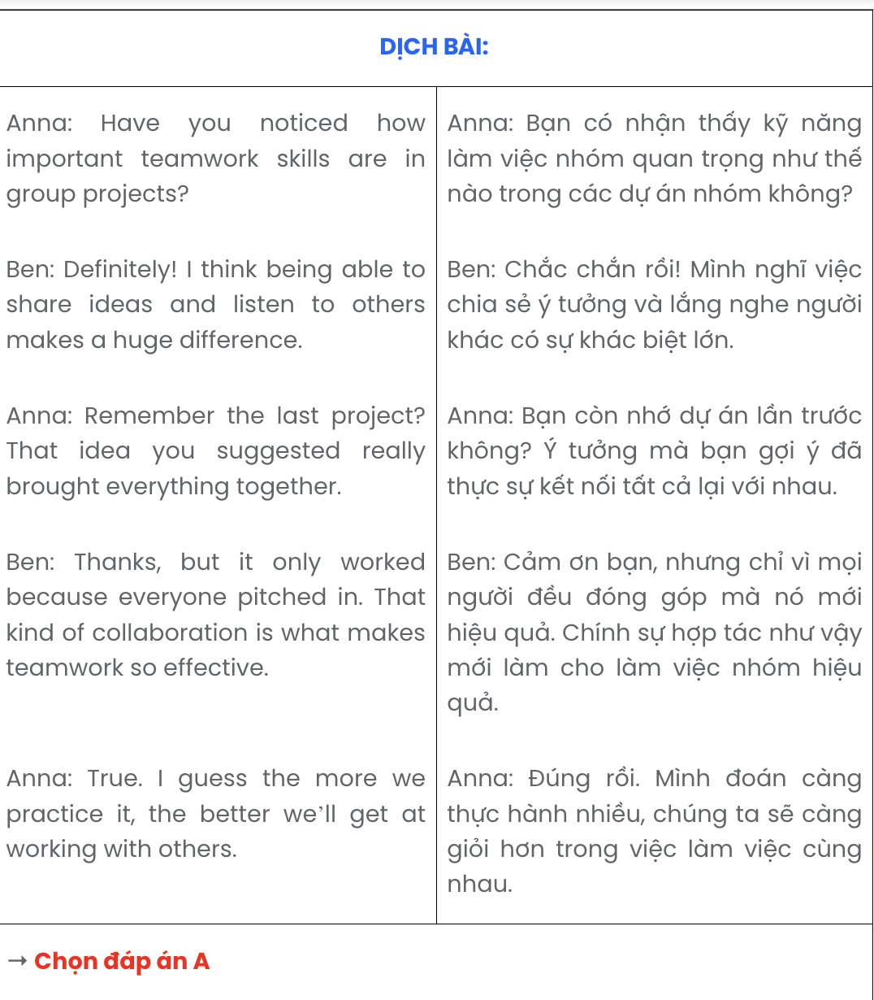 DỊCH BÀI:
Anna: Have you noticed how
important teamwork skills are in
group projects?
Ben: Definitely! I think being able to
share ideas and listen to others
makes a huge difference.
Anna: Remember the last project?
That idea you suggested really
brought everything together.
Ben: Thanks, but it only worked
because everyone pitched in. That
kind of collaboration is what makes
teamwork so effective.
Anna: True. I guess the more we
practice it, the better we’ll get at
working with others.
Anna: Bạn có nhận thấy kỹ năng
làm việc nhóm quan trọng như thế
nào trong các dự án nhóm không?
Ben: Chắc chắn rồi! Mình nghĩ việc
chia sẻ ý tưởng và lắng nghe người
khác có sự khác biệt lớn.
Anna: Bạn còn nhớ dự án lần trước
không? Ý tưởng mà bạn gợi ý đã
thực sự kết nối tất cả lại với nhau.
Ben: Cảm ơn bạn, nhưng chỉ vì mọi
người đều đóng góp mà nó mới
hiệu quả. Chính sự hợp tác như vậy
mới làm cho làm việc nhóm hiệu
quả.
Anna: Đúng rồi. Mình đoán càng
thực hành nhiều, chúng ta sẽ càng
giỏi hơn trong việc làm việc cùng
nhau.
→ Chọn đáp án A